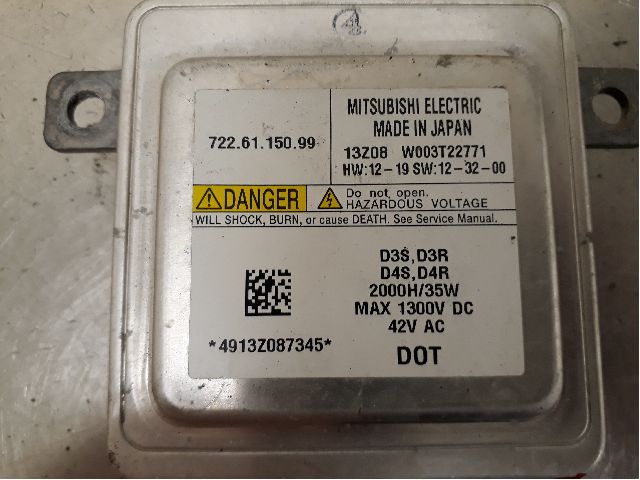 4
722.61.150.99
MITSUBISHI ELECTRIC
MADE IN JAPAN
13Z08 W003T22771
HW:12-19 SW:12-32-00
DANGER
Do not open.
HAZARDOUS VOLTAGE
WILL SHOCK, BURN, or cause DEATH. See Service Manual.
D3S, D3R
D4S, D4R
2000H/35W
MAX 1300V DC
42V AC
*4913Z087345*
DOT